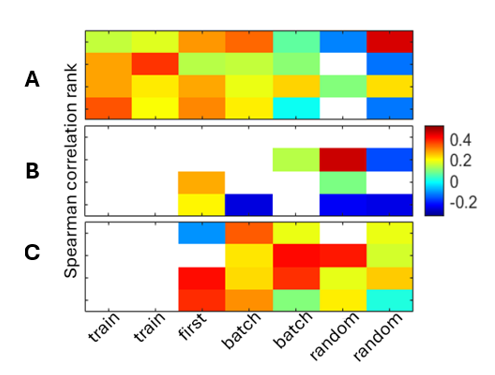 A
B
C
Spearman correlation rank
0.4
0.2
0
-0.2
train
train
first
batch
batch
random
random